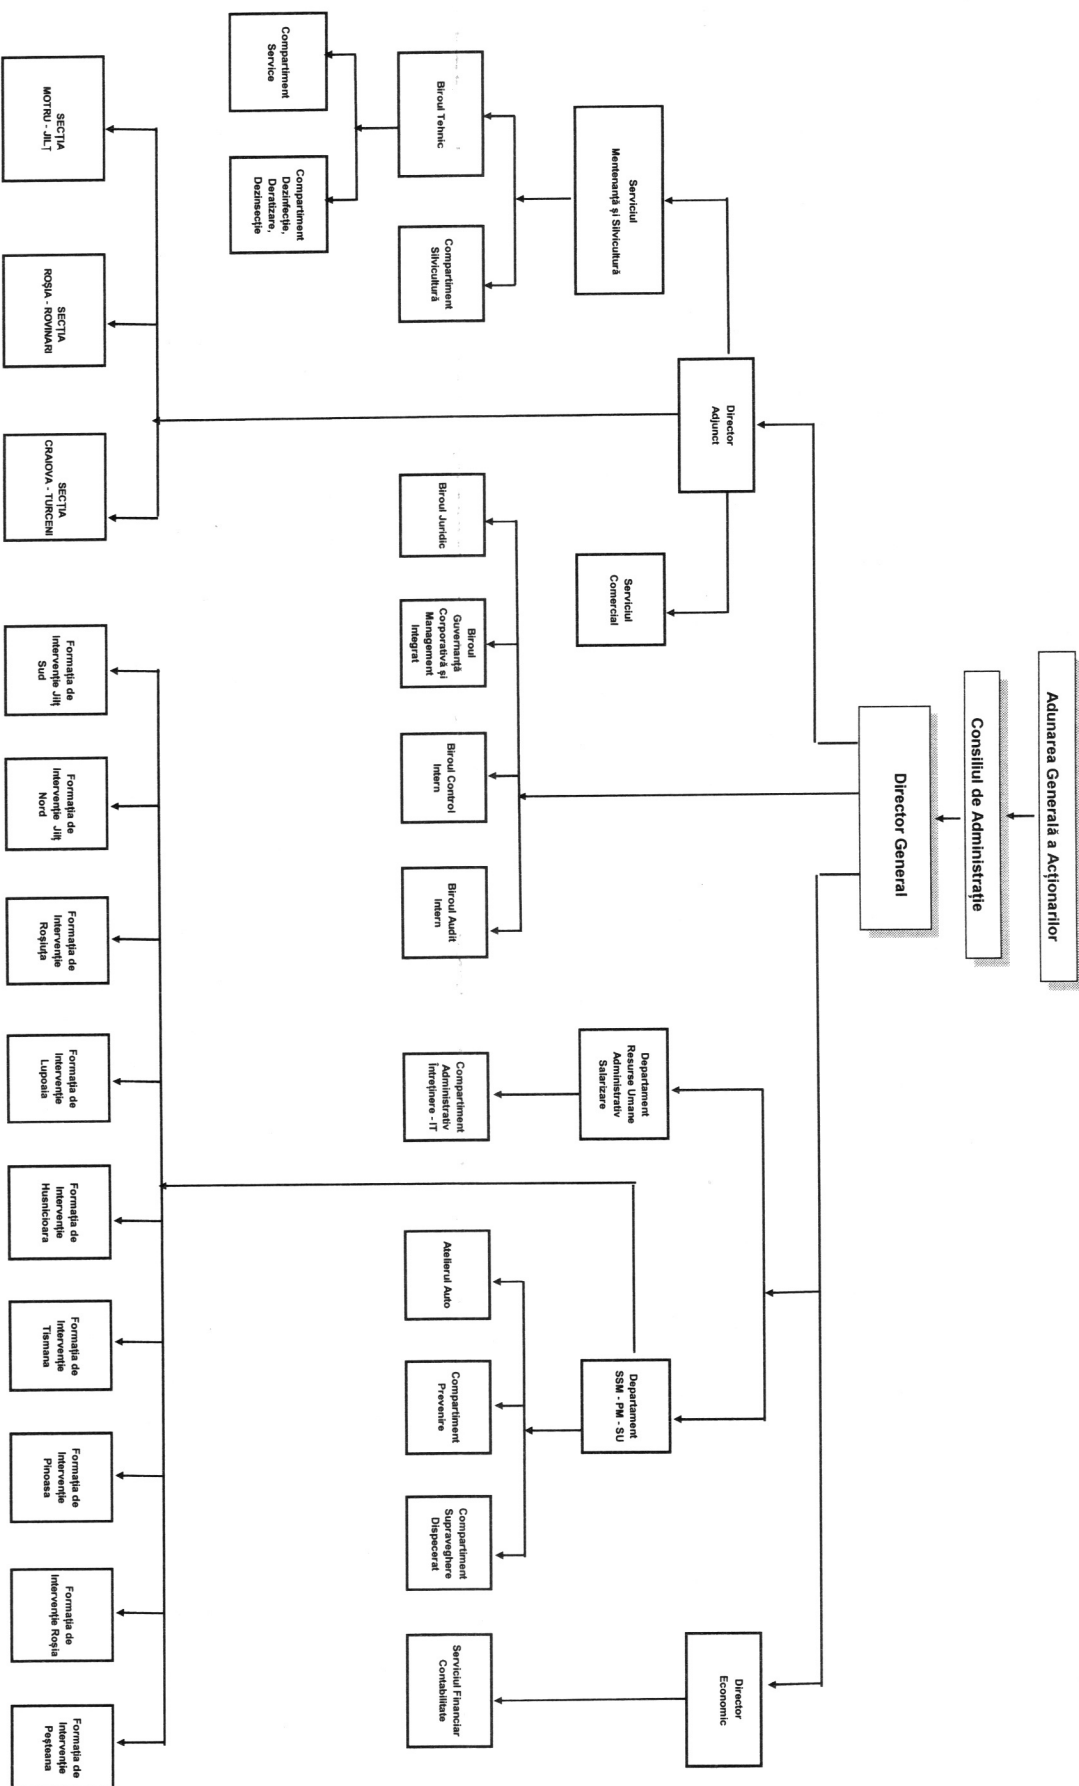 Adunarea Generală a Acționarilor
Consiliul de Administrație
Director General
Director
Adjunct
Director
Economic
Serviciul
Mentenanță și Silvicultură
Serviciul
Comercial
Departament
Resurse Umane
Administrativ
Salarizare
Departament
SSM - PM - SU
Biroul Tehnic
Compartiment
Silvicultură
Biroul Juridic
Biroul
Guvernanță
Corporativă și
Management
Integrat
Biroul Control
Intern
Biroul Audit
Intern
Compartiment
Administrativ
Întreținere - IT
Atelierul Auto
Compartiment
Prevenire
Compartiment
Supraveghere
Dispecerat
Serviciul Financiar
Contabilitate
Compartiment
Service
Compartiment
Dezinfecție,
Deratizare,
Dezinsecție
SECȚIA
MOTRU - JILȚ
SECȚIA
ROȘIA - ROVINARI
SECȚIA
CRAIOVA - TURCENI
Formația de
Intervenție Jilț
Sud
Formația de
Intervenție Jilț
Nord
Formația de
Intervenție
Roșiuța
Formația de
Intervenție
Lupoaia
Formația de
Intervenție
Husnicioara
Formația de
Intervenție
Tismana
Formația de
Intervenție
Pinoasa
Formația de
Intervenție Roșia
Formația de
Intervenție
Peșteana